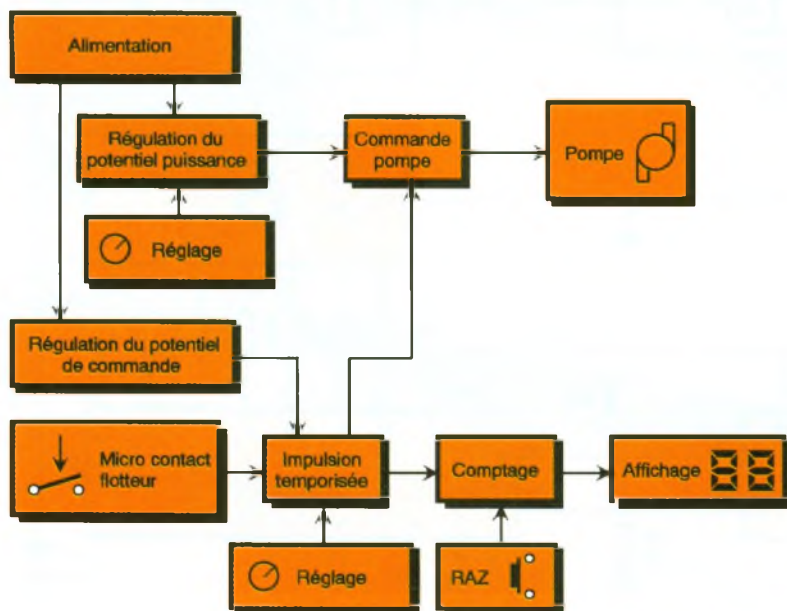 Alimentation
Régulation du
potentiel puissance
Commande
pompe
Pompe
Réglage
Régulation du potentiel
de commande
Micro contact
flotteur
Impulsion
temporisée
Comptage
Affichage
Réglage
RAZ